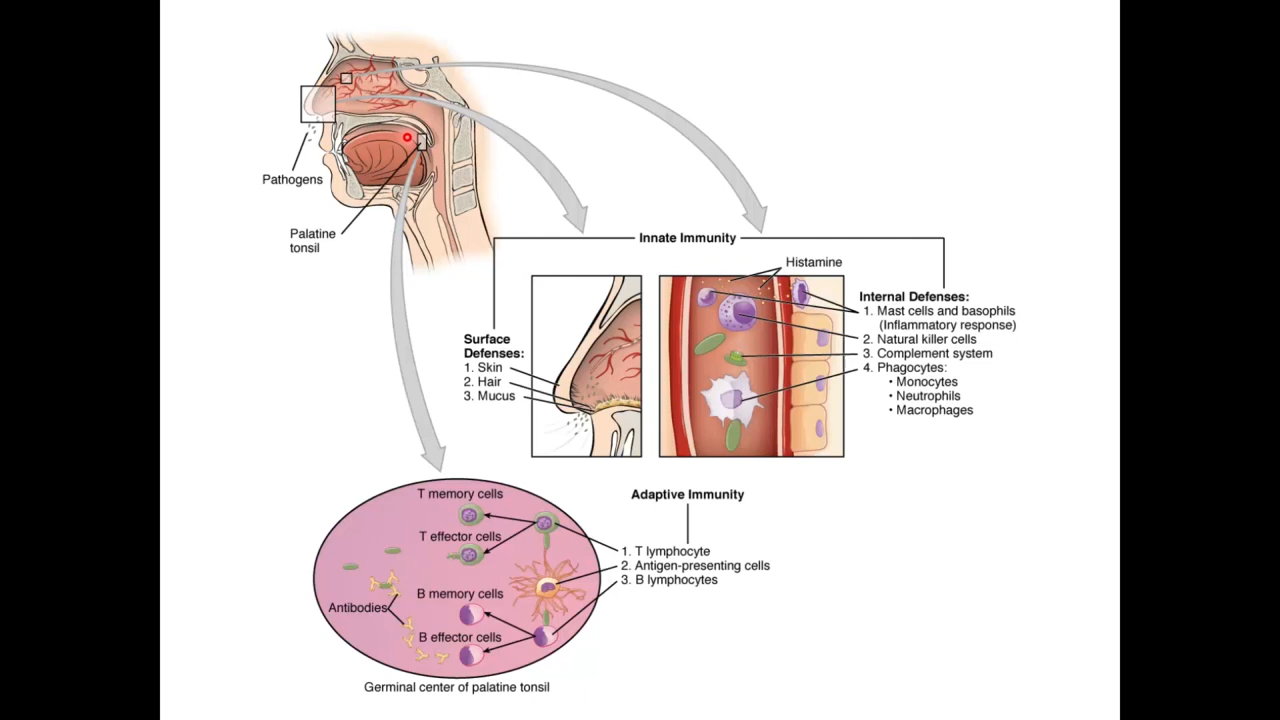 Pathogens
Palatine
tonsil
Innate Immunity
Histamine
Surface
Defenses:
1. Skin
2. Hair
3. Mucus
Internal Defenses:
1. Mast cells and basophils
(Inflammatory response)
2. Natural killer cells
3. Complement system
4. Phagocytes:
• Monocytes
• Neutrophils
• Macrophages
Adaptive Immunity
1. T lymphocyte
2. Antigen-presenting cells
3. B lymphocytes
T memory cells
T effector cells
B memory cells
Antibodies
B effector cells
Germinal center of palatine tonsil